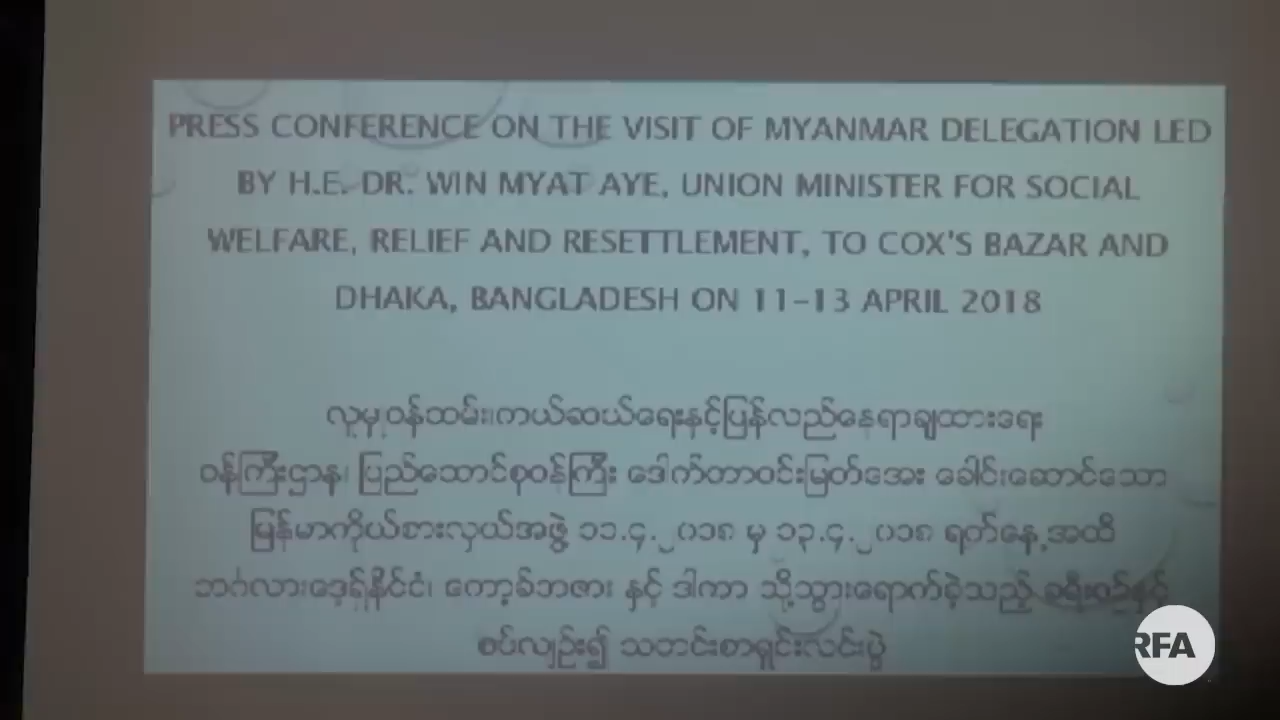 PRESS CONFERENCE ON THE VISIT OF MYANMAR DELEGATION LED
BY H.E. DR. WIN MYAT AYE, UNION MINISTER FOR SOCIAL
WELFARE, RELIEF AND RESETTLEMENT, TO COX'S BAZAR AND
DHAKA, BANGLADESH ON 11-13 APRIL 2018
လူမှုဝန်ထမ်း၊ကယ်ဆယ်ရေးနှင့်ပြန်လည်နေရာချထားရေး
ဝန်ကြီးဌာန၊ ပြည်ထောင်စုဝန်ကြီး ဒေါက်တာဝင်းမြတ်အေး ခေါင်းဆောင်သော
မြန်မာကိုယ်စားလှယ်အဖွဲ့ ၁၁.၄.၂၀၁၈ မှ ၁၃.၄.၂၀၁၈ ရက်နေ့အထိ
ဘင်္ဂလားဒေ့ရှ်နိုင်ငံ၊ ကော့ခ်ဘဇား နှင့် ဒါကာ သို့သွားရောက်ခဲ့သည့် ခရီးစဉ်နှင့်
စပ်လျဉ်း၍ သတင်းစာရှင်းလင်းပွဲ
RFA